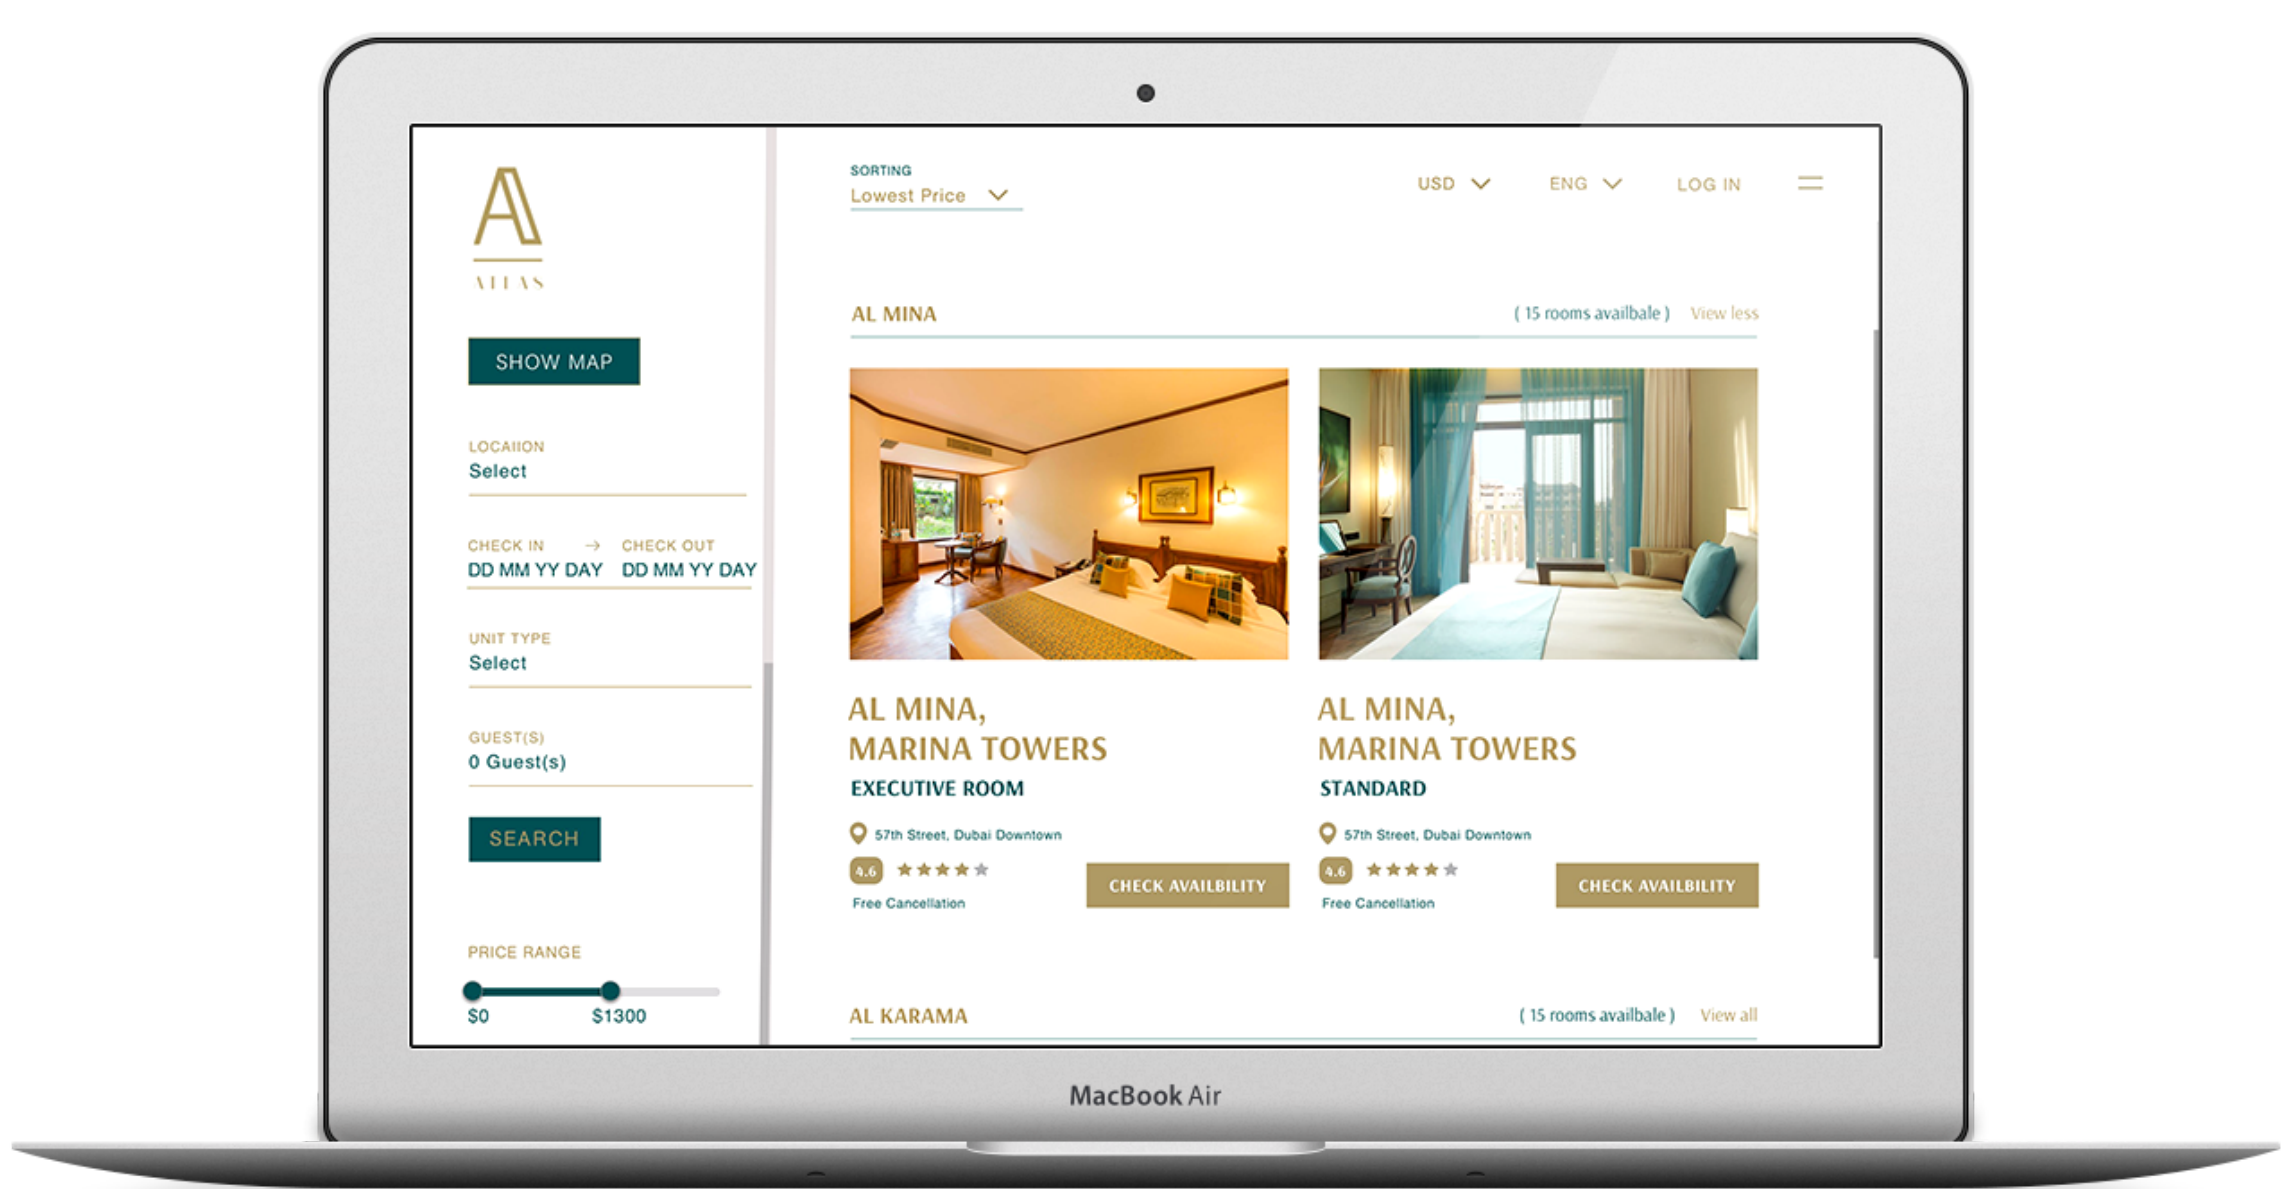 ATLAS
SHOW MAP
LOCAIION
Select
CHECK IN → CHECK OUT
DD MM YY DAY DD MM YY DAY
UNIT TYPE
Select
GUEST(S)
0 Guest(s)
SEARCH
PRICE RANGE
$0 $1300
SORTING
Lowest Price
USD ENG LOG IN
AL MINA ( 15 rooms availbale ) View less
AL MINA,
MARINA TOWERS
EXECUTIVE ROOM
57th Street, Dubai Downtown
4.6
Free Cancellation
CHECK AVAILBILITY
AL MINA,
MARINA TOWERS
STANDARD
57th Street, Dubai Downtown
4.6
Free Cancellation
CHECK AVAILBILITY
AL KARAMA ( 15 rooms availbale ) View all
MacBook Air